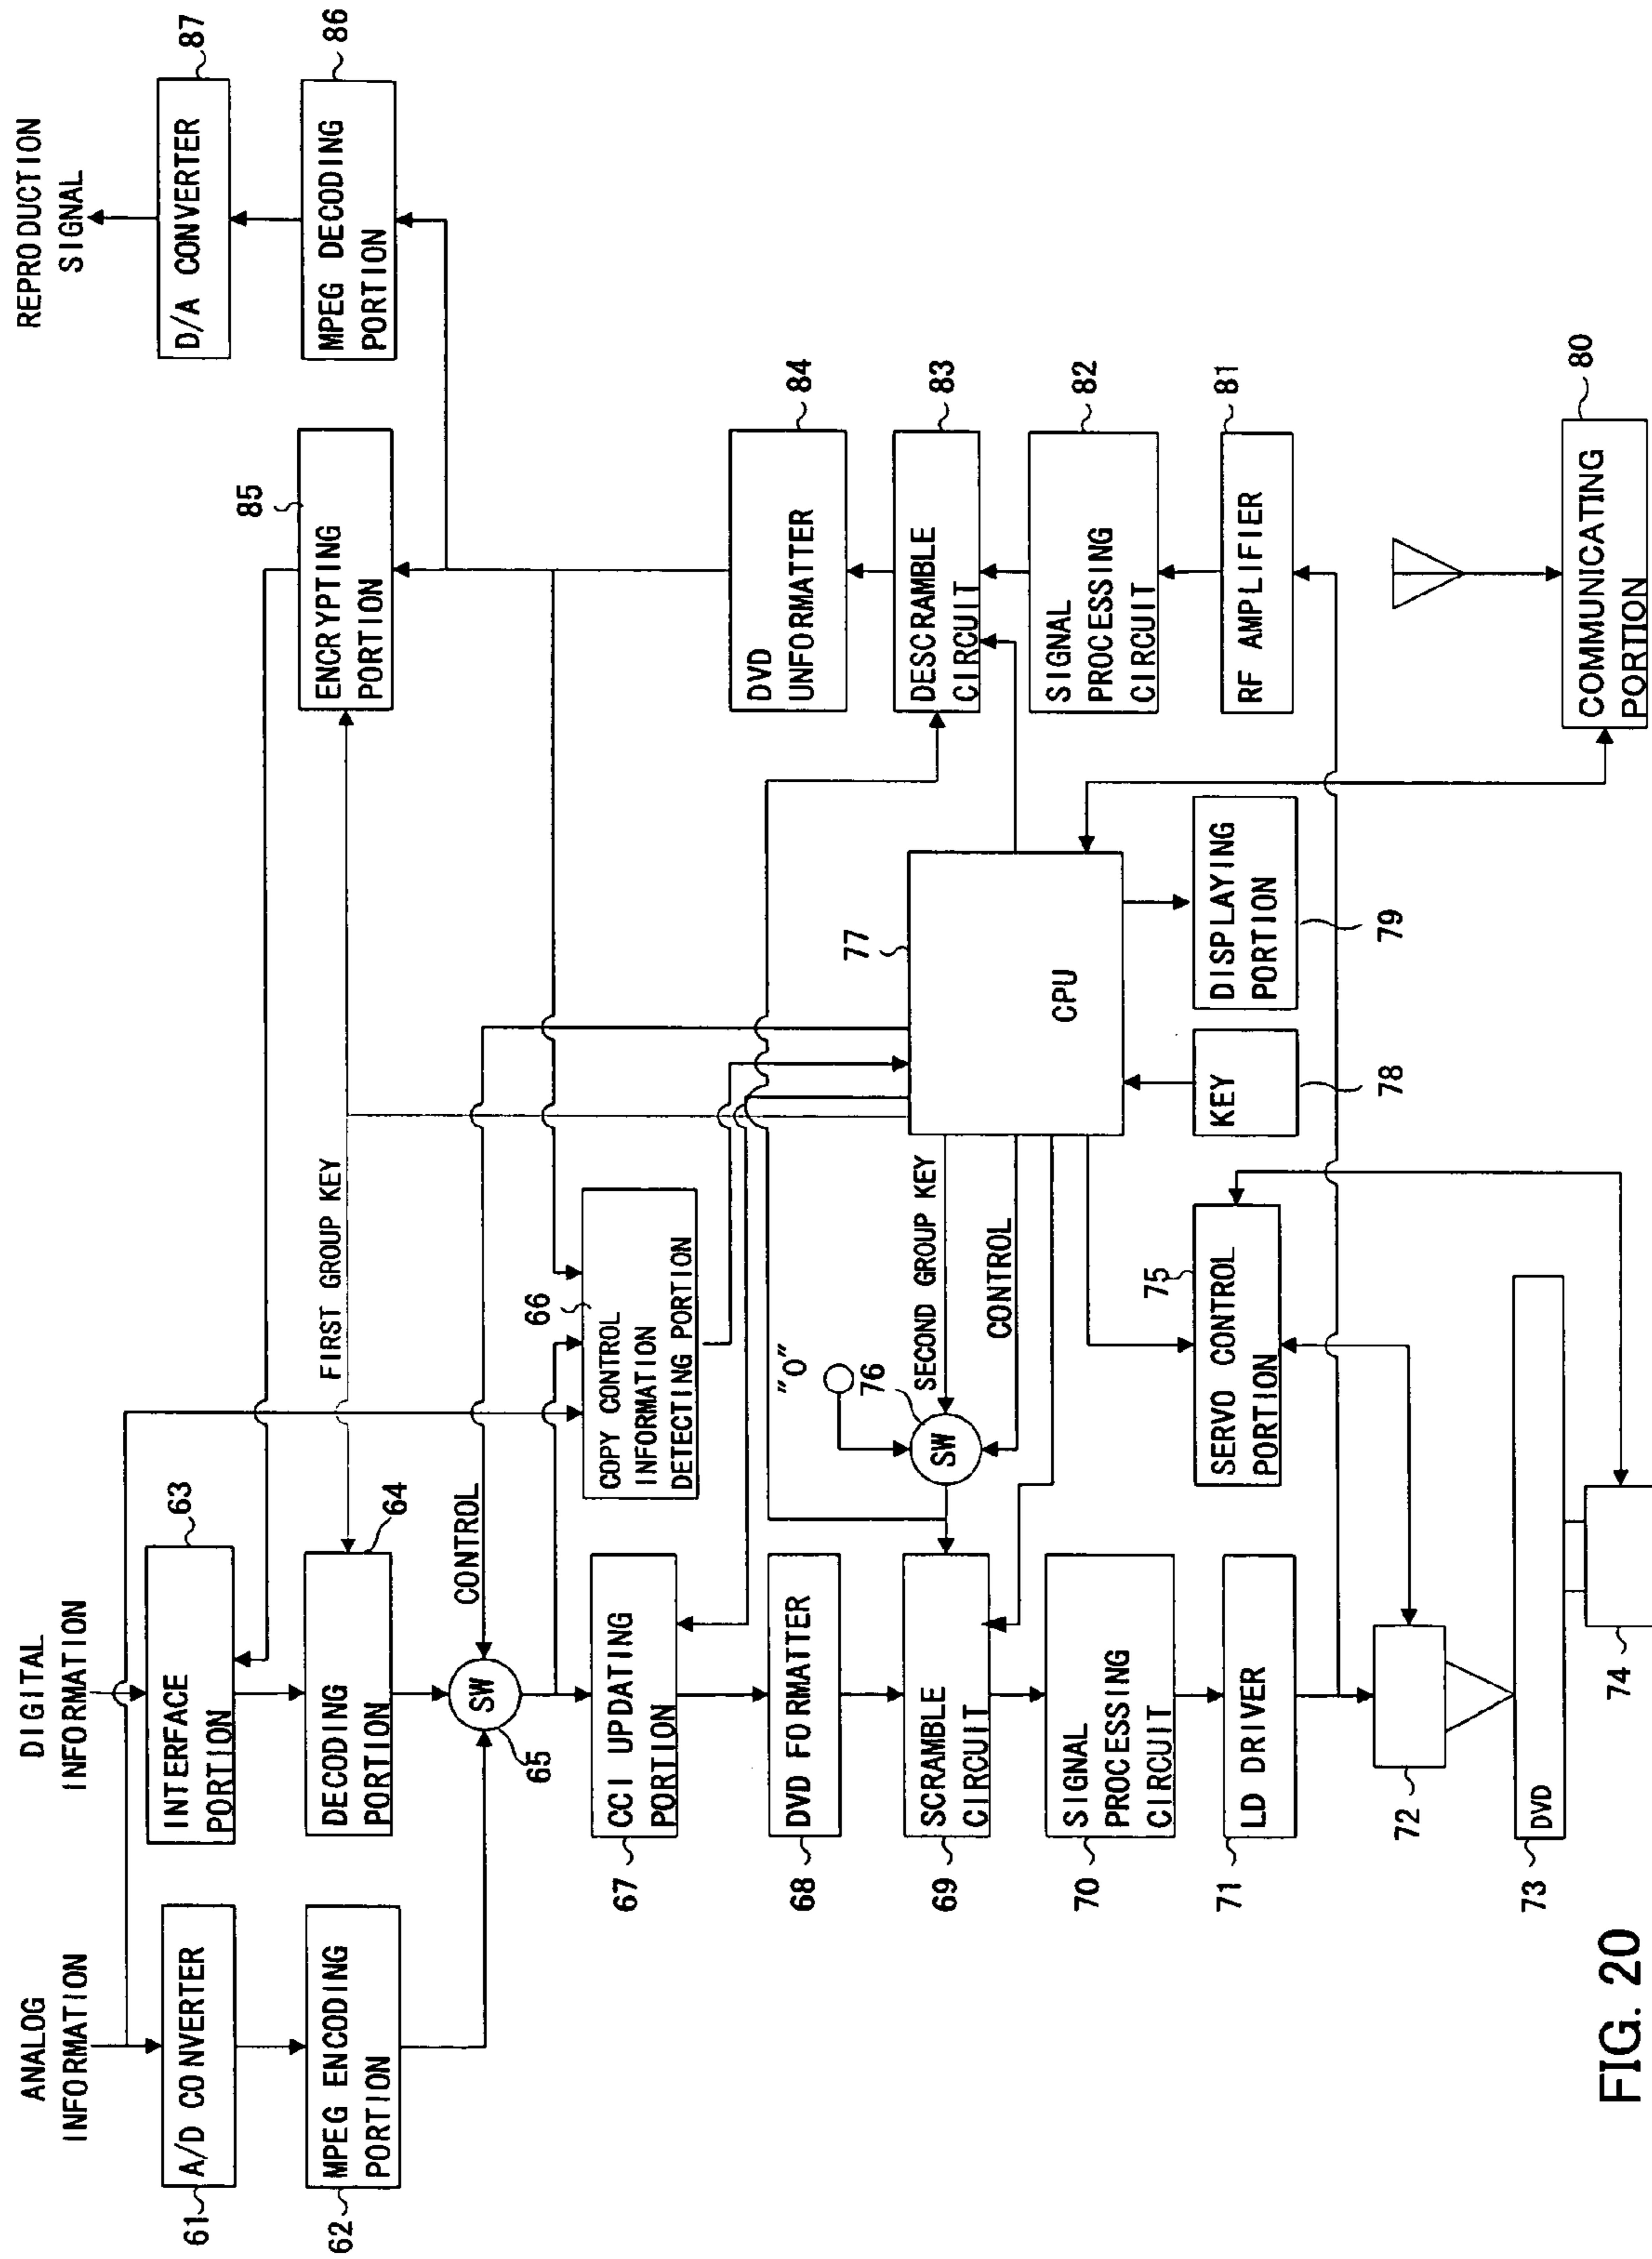 ANALOG
INFORMATION
DIGITAL
INFORMATION
REPRODUCTION
SIGNAL
61
A/D CONVERTER
62
MPEG ENCODING
PORTION
63
INTERFACE
PORTION
64
DECODING
PORTION
FIRST GROUP KEY
85
ENCRYPTING
PORTION
87
D/A CONVERTER
86
MPEG DECODING
PORTION
CONTROL
SW
65
66
COPY CONTROL
INFORMATION
DETECTING PORTION
67
CCI UPDATING
PORTION
68
DVD FORMATTER
69
SCRAMBLE
CIRCUIT
70
SIGNAL
PROCESSING
CIRCUIT
71
LD DRIVER
72
73
DVD
74
75
SERVO CONTROL
PORTION
"O"
76
SW
SECOND GROUP KEY
CONTROL
77
CPU
KEY
78
DISPLAYING
PORTION
79
84
DVD
UNFORMATTER
83
DESCRAMBLE
CIRCUIT
82
SIGNAL
PROCESSING
CIRCUIT
81
RF AMPLIFIER
80
COMMUNICATING
PORTION
FIG. 20